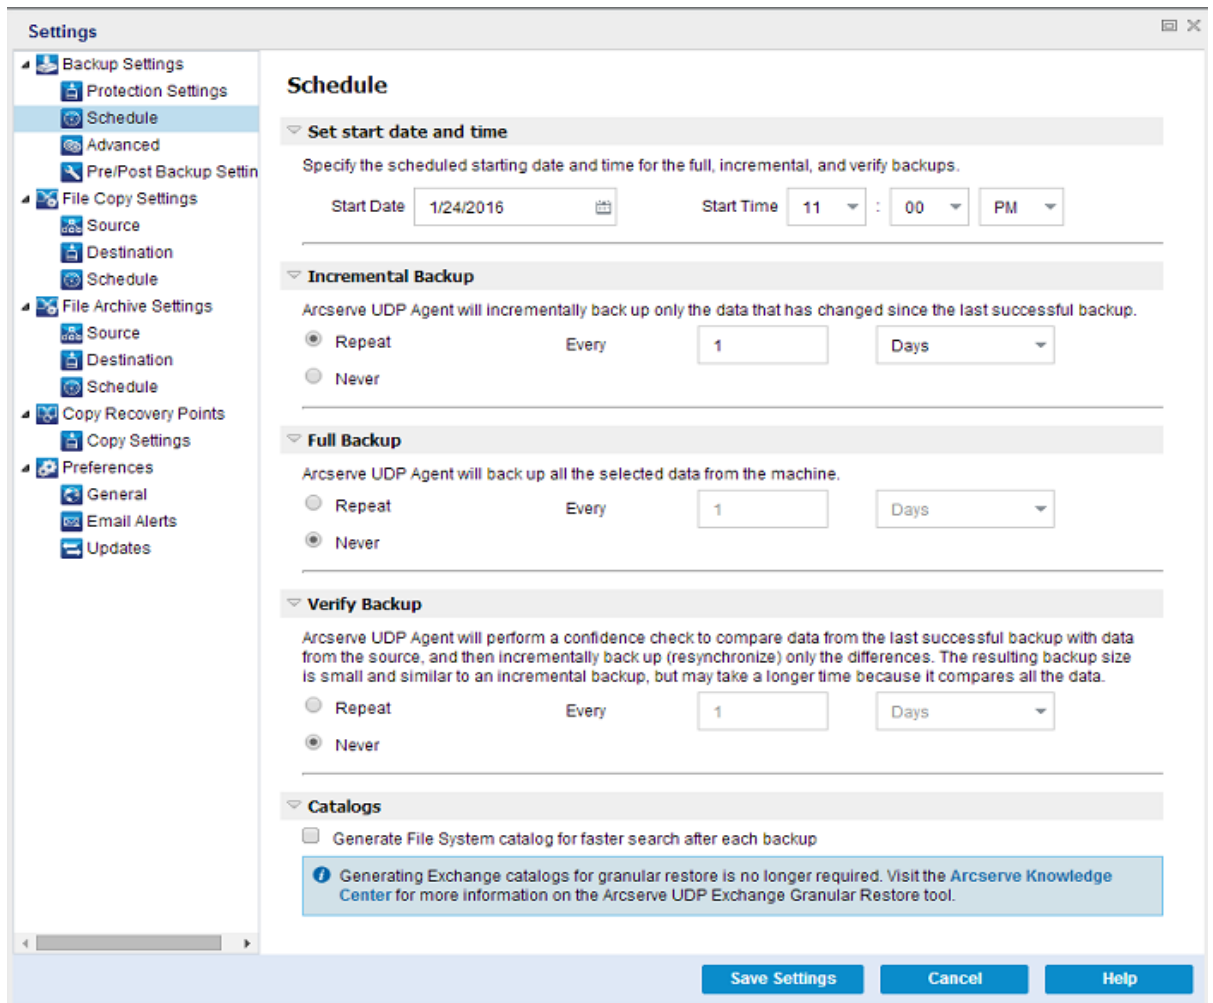 Settings
Backup Settings
Protection Settings
Schedule
Advanced
Pre/Post Backup Settin
File Copy Settings
Source
Destination
Schedule
File Archive Settings
Source
Destination
Schedule
Copy Recovery Points
Copy Settings
Preferences
General
Email Alerts
Updates
Schedule
Set start date and time
Specify the scheduled starting date and time for the full, incremental, and verify backups.
Start Date 1/24/2016 Start Time 11 : 00 PM
Incremental Backup
Arcserve UDP Agent will incrementally back up only the data that has changed since the last successful backup.
Repeat Every 1 Days
Never
Full Backup
Arcserve UDP Agent will back up all the selected data from the machine.
Repeat Every 1 Days
Never
Verify Backup
Arcserve UDP Agent will perform a confidence check to compare data from the last successful backup with data
from the source, and then incrementally back up (resynchronize) only the differences. The resulting backup size
is small and similar to an incremental backup, but may take a longer time because it compares all the data.
Repeat Every 1 Days
Never
Catalogs
Generate File System catalog for faster search after each backup
Generating Exchange catalogs for granular restore is no longer required. Visit the Arcserve Knowledge
Center for more information on the Arcserve UDP Exchange Granular Restore tool.
Save Settings Cancel Help